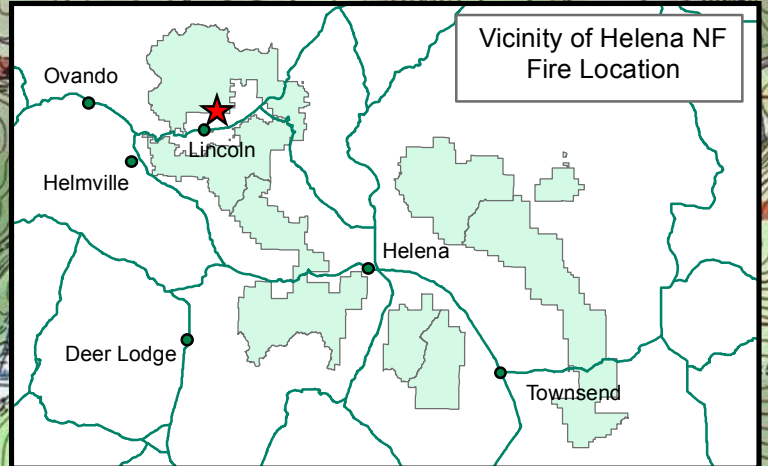 Vicinity of Helena NF
Fire Location
Ovando
Lincoln
Helmville
Helena
Deer Lodge
Townsend